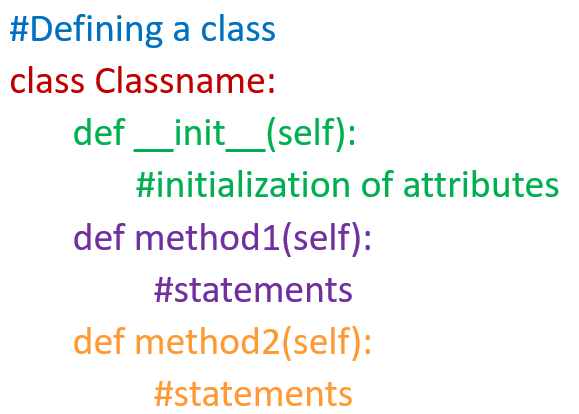 #Defining a class
class Classname:
def __init__(self):
#initialization of attributes
def method1(self):
#statements
def method2(self):
#statements